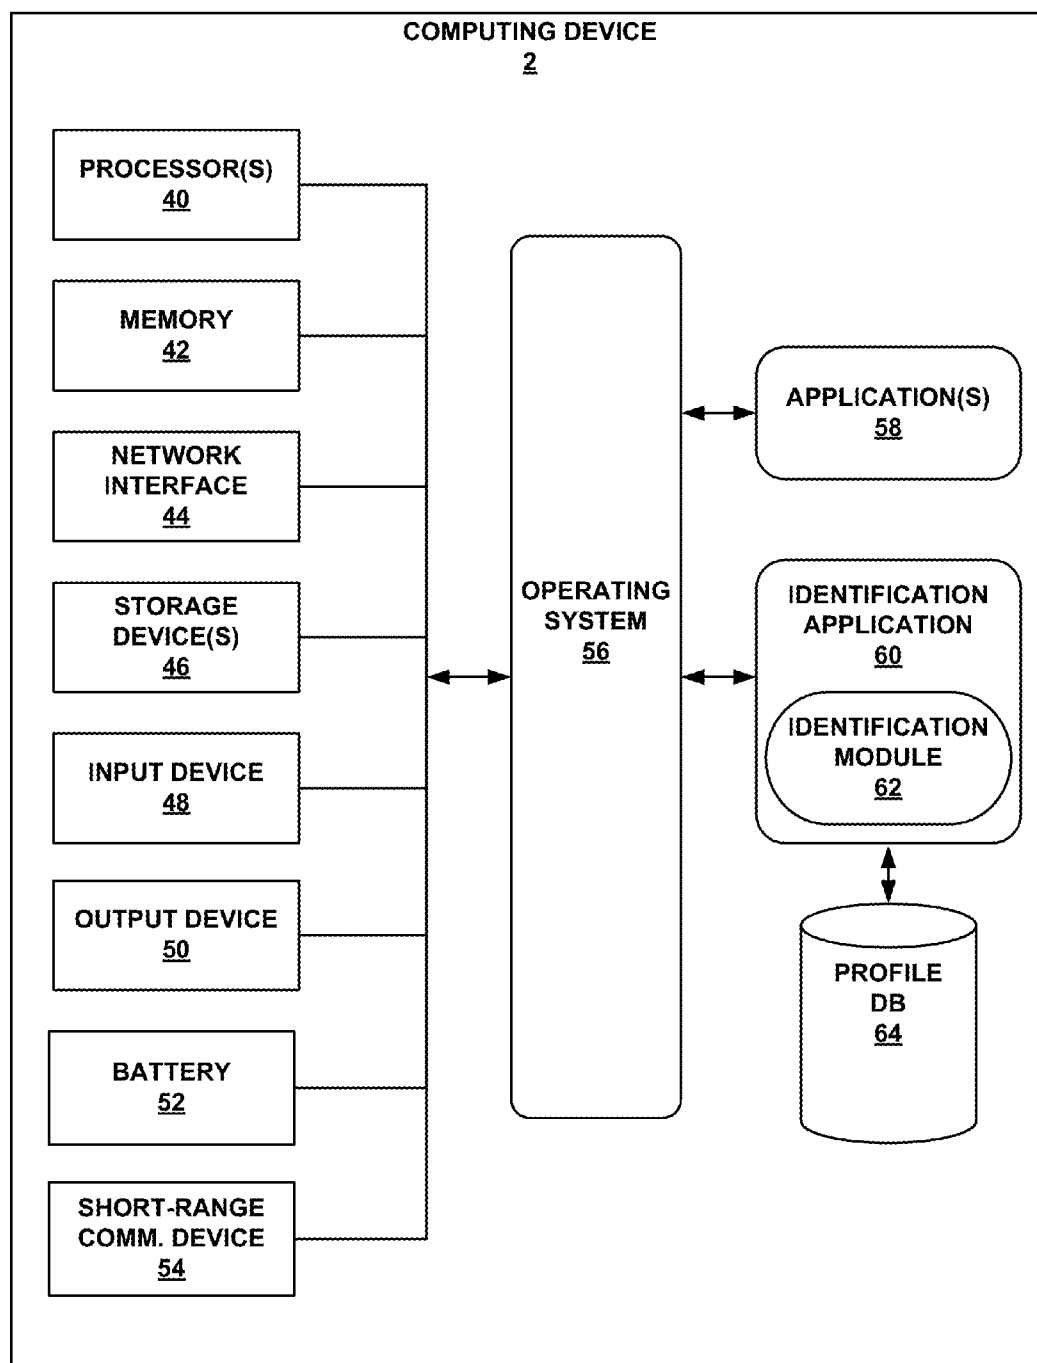 COMPUTING DEVICE
2
PROCESSOR(S)
40
MEMORY
42
NETWORK
INTERFACE
44
STORAGE
DEVICE(S)
46
INPUT DEVICE
48
OUTPUT DEVICE
50
BATTERY
52
SHORT-RANGE
COMM. DEVICE
54
OPERATING
SYSTEM
56
APPLICATION(S)
58
IDENTIFICATION
APPLICATION
60
IDENTIFICATION
MODULE
62
PROFILE
DB
64